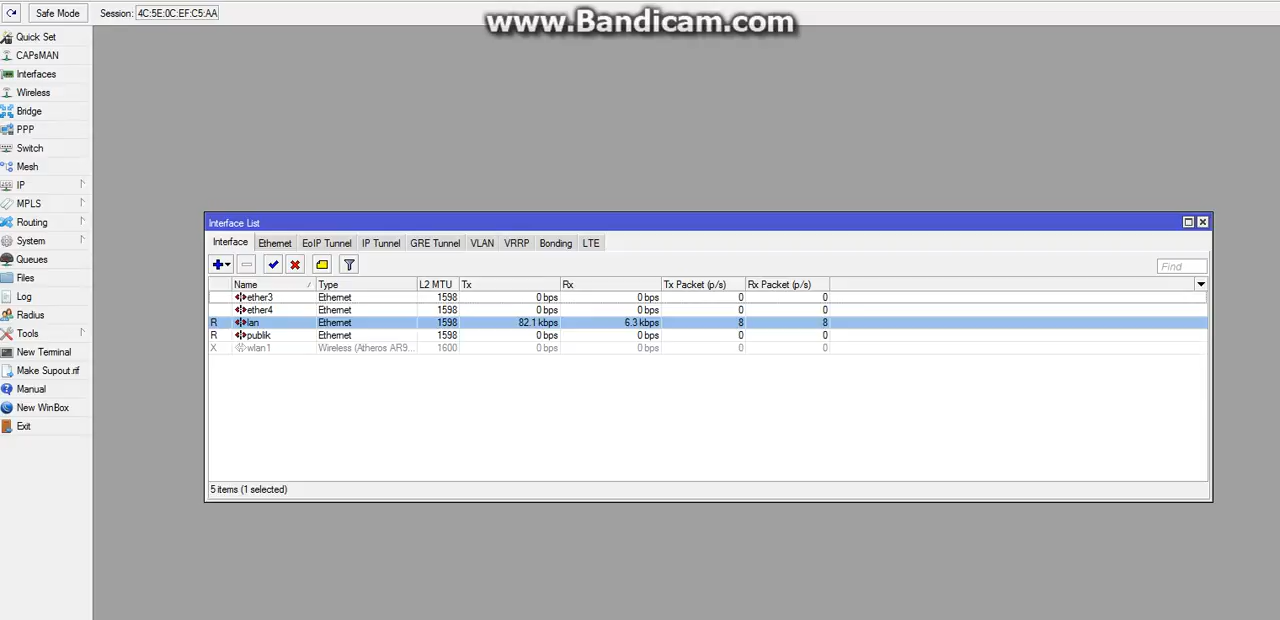 www.Bandicam.com
Safe Mode Session: 4C:5E:0C:EF:C5:AA
Quick Set
CAPsMAN
Interfaces
Wireless
Bridge
PPP
Switch
Mesh
IP
MPLS
Routing
System
Queues
Files
Log
Radius
Tools
New Terminal
Make Supout.rif
Manual
New WinBox
Exit
Interface List
Interface Ethernet EoIP Tunnel IP Tunnel GRE Tunnel VLAN VRRP Bonding LTE
Find
Name / Type L2 MTU Tx Rx Tx Packet (p/s) Rx Packet (p/s)
ether3 Ethernet 1598 0 bps 0 bps 0 0
ether4 Ethernet 1598 0 bps 0 bps 0 0
R lan Ethernet 1598 82.1 kbps 6.3 kbps 8 8
R publik Ethernet 1598 0 bps 0 bps 0 0
X wlan1 Wireless (Atheros AR9... 1600 0 bps 0 bps 0 0
5 items (1 selected)